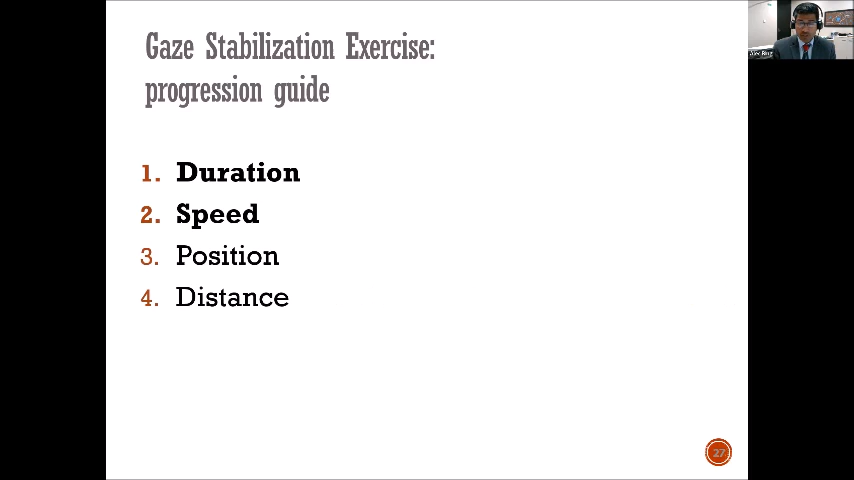 Gaze Stabilization Exercise:
progression guide
1. Duration
2. Speed
3. Position
4. Distance
27